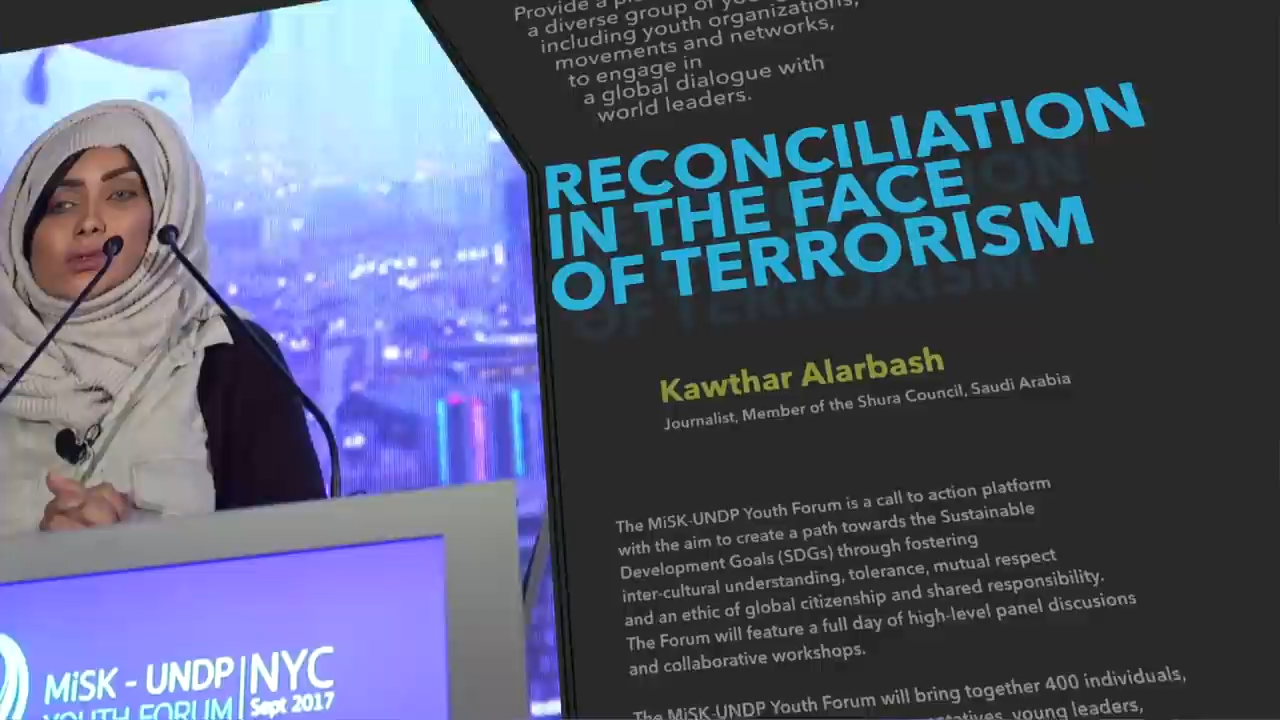 Provide a
a diverse group of
including youth organizations,
movements and networks,
to engage in
a global dialogue with
world leaders.
RECONCILIATION
IN THE FACE
OF TERRORISM
Kawthar Alarbash
Journalist, Member of the Shura Council, Saudi Arabia
The MiSK-UNDP Youth Forum is a call to action platform
with the aim to create a path towards the Sustainable
Development Goals (SDGs) through fostering
inter-cultural understanding, tolerance, mutual respect
and an ethic of global citizenship and shared responsibility.
The Forum will feature a full day of high-level panel discusions
and collaborative workshops.
The MiSK-UNDP Youth Forum will bring together 400 individuals,
young leaders,
MiSK - UNDP
YOUTH FORUM
NYC
Sept 2017